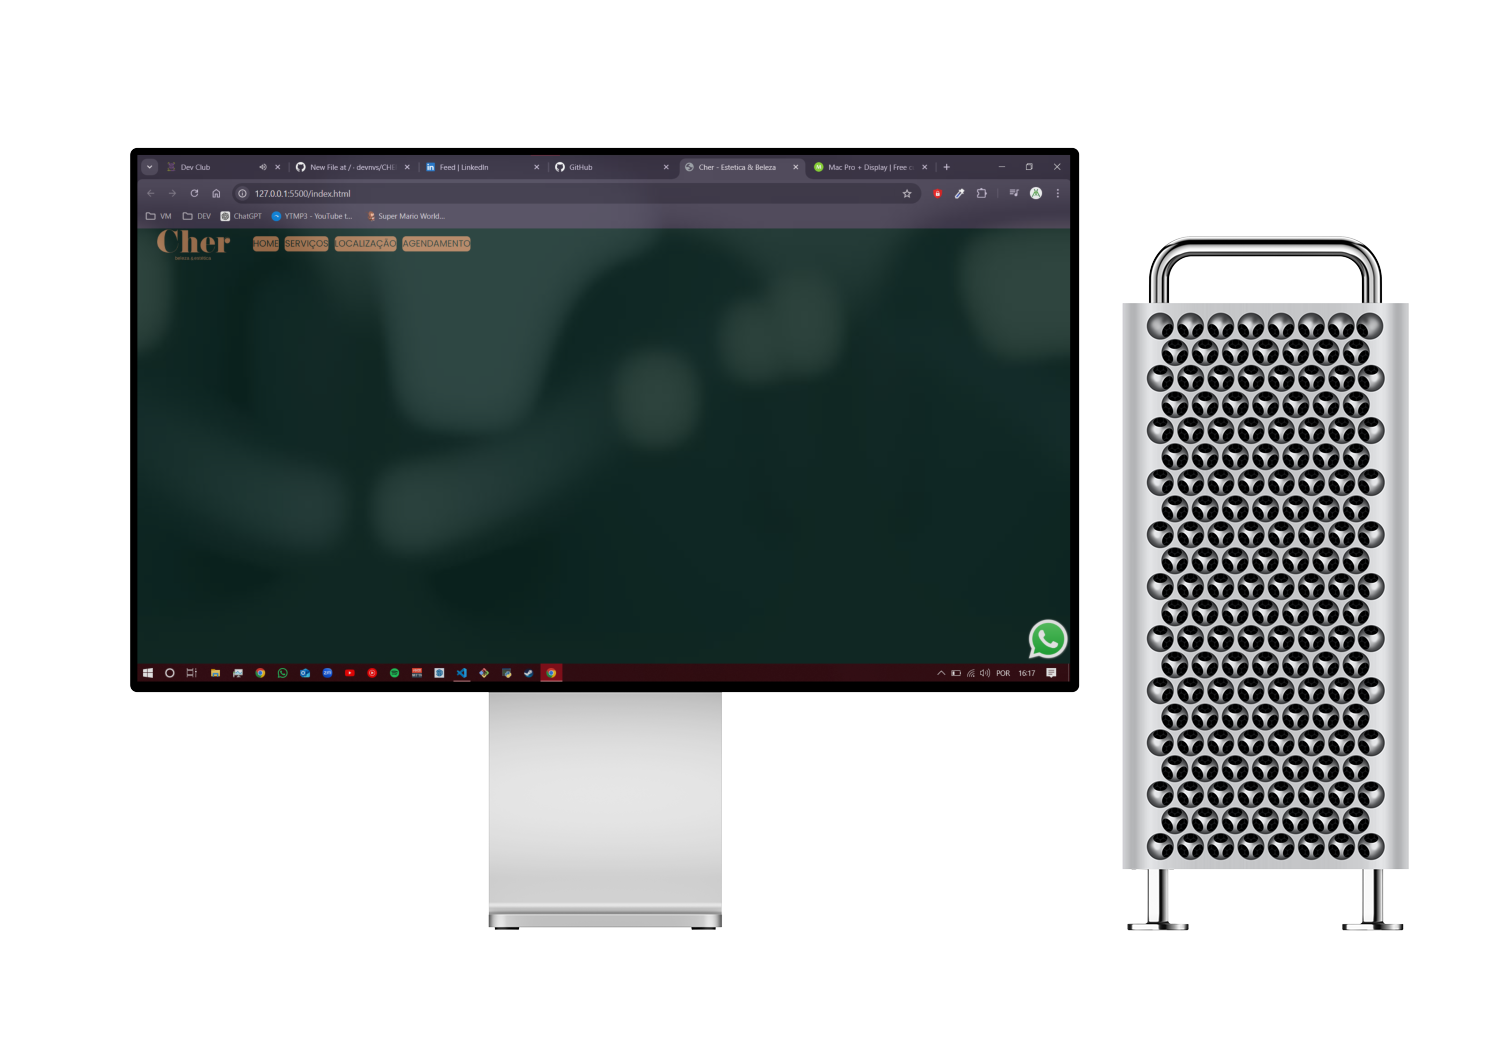 Dev Club
New File at / · devnvs/CHE
Feed | LinkedIn
GitHub
Cher - Estetica & Beleza
Mac Pro + Display | Free
127.0.0.1:5500/index.html
VM
DEV
ChatGPT
YTMP3 - YouTube t...
Super Mario World...
Cher
HOME
SERVIÇOS
LOCALIZAÇÃO
AGENDAMENTO
POR
16:17